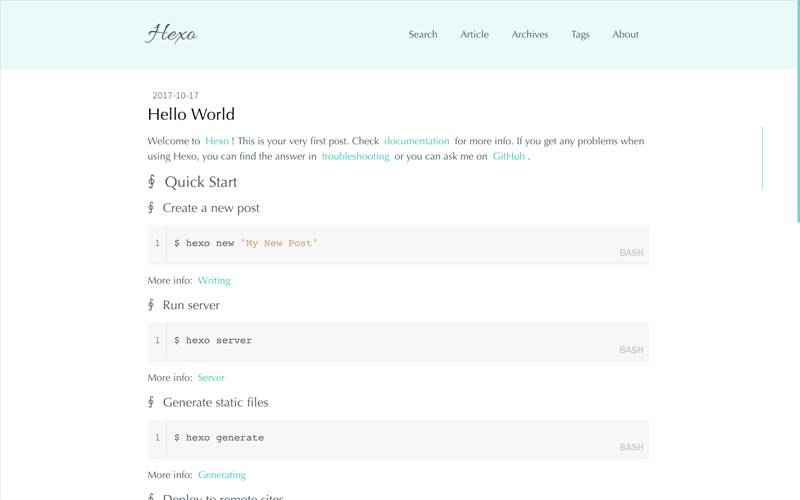 Hexo
Search Article Archives Tags About
2017-10-17
Hello World
Welcome to Hexo ! This is your very first post. Check documentation for more info. If you get any problems when
using Hexo, you can find the answer in troubleshooting or you can ask me on GitHub .
∮ Quick Start
∮ Create a new post
1 $ hexo new "My New Post"
BASH
More info: Writing
∮ Run server
1 $ hexo server
BASH
More info: Server
∮ Generate static files
1 $ hexo generate
BASH
More info: Generating
∮ Deploy to remote sites